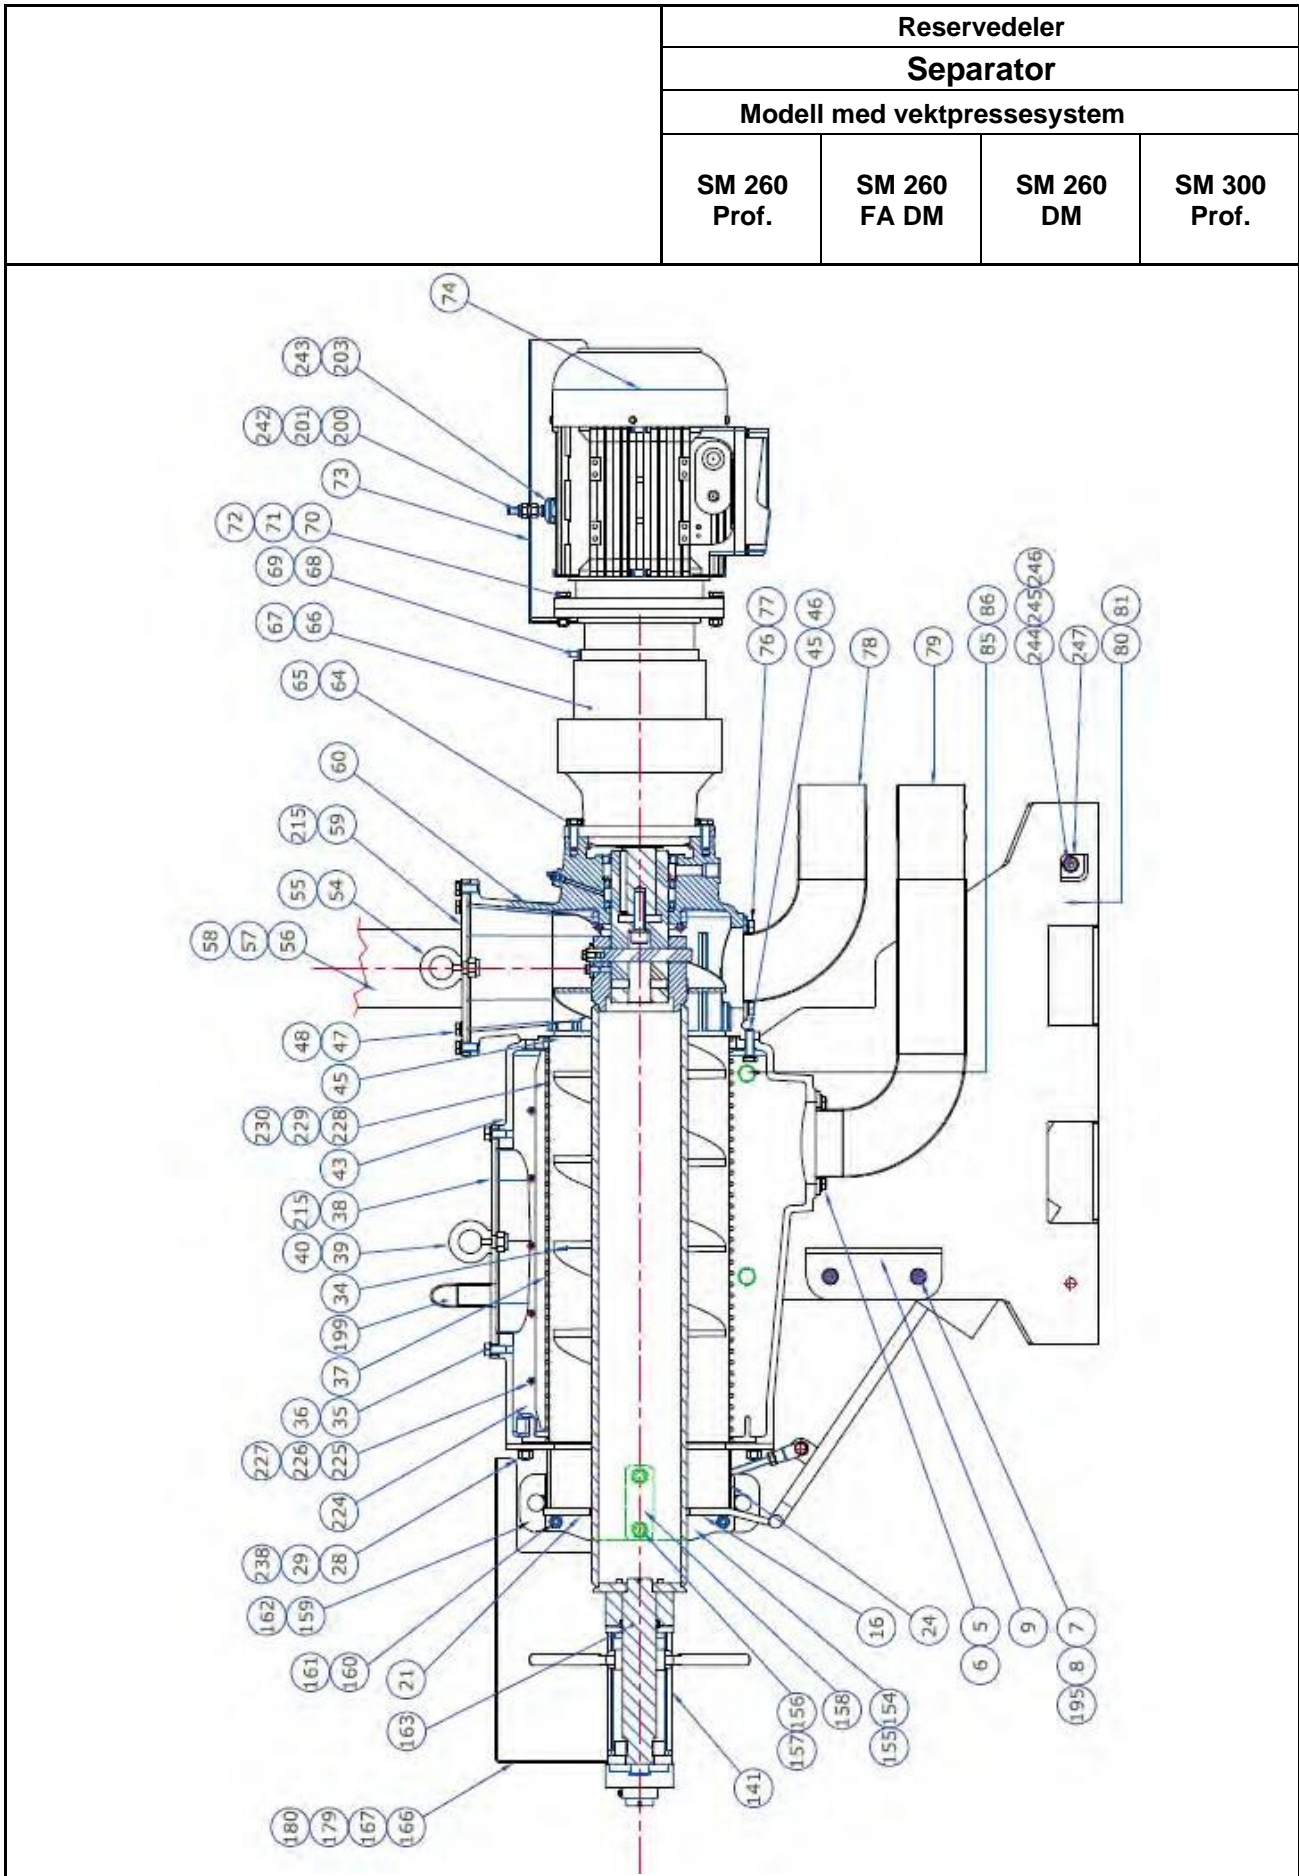 Reservedeler
Separator
Modell med vektpressesystem
SM 260
Prof.
SM 260
FA DM
SM 260
DM
SM 300
Prof.
74
243 203
242 201 200
73
72 71 70
69 68
67 66
65 64
60
215 59
55 54
58 57 56
48 47
45
230 229 228
43
215 38
40 39
34
199
37
36 35
227 226 225
224
238 29 28
162 159
161 160
21
163
180 179 167 166
76 77
45 46
78
79
85 86
244 245 246
247
80 81
16
24
5
6
9
7
8
195
156
157
158
154
155
141